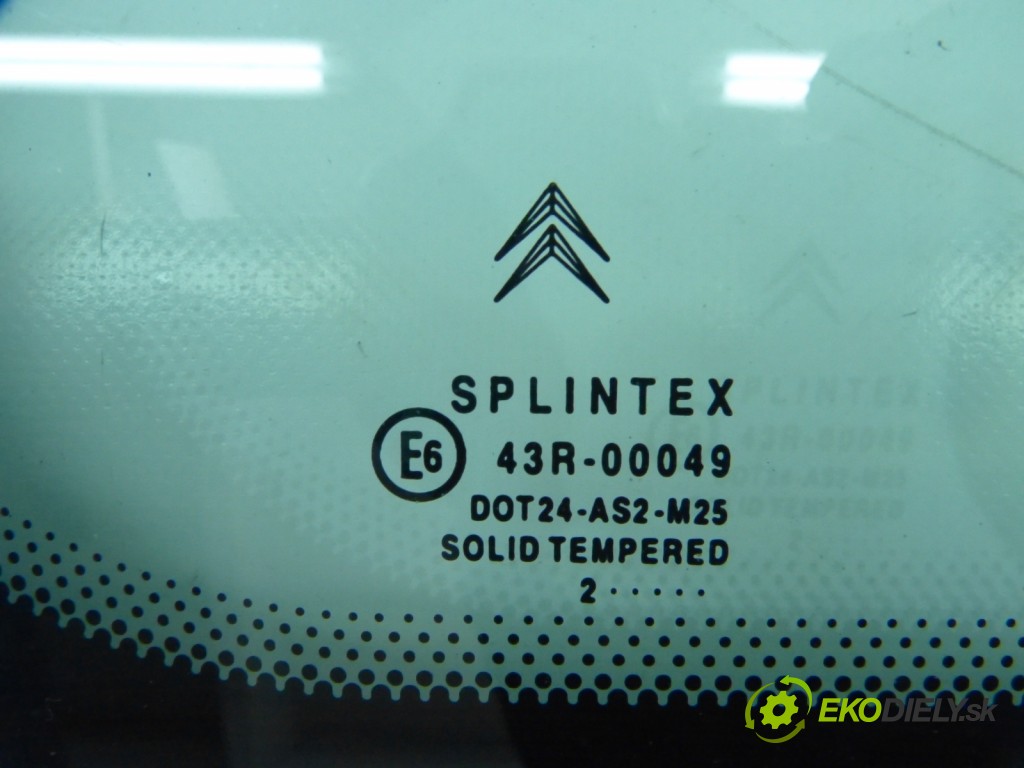 SPLINTEX
E6 43R-00049
DOT24-AS2-M25
SOLID TEMPERED
2 · · · · ·
EKODIELY.sk